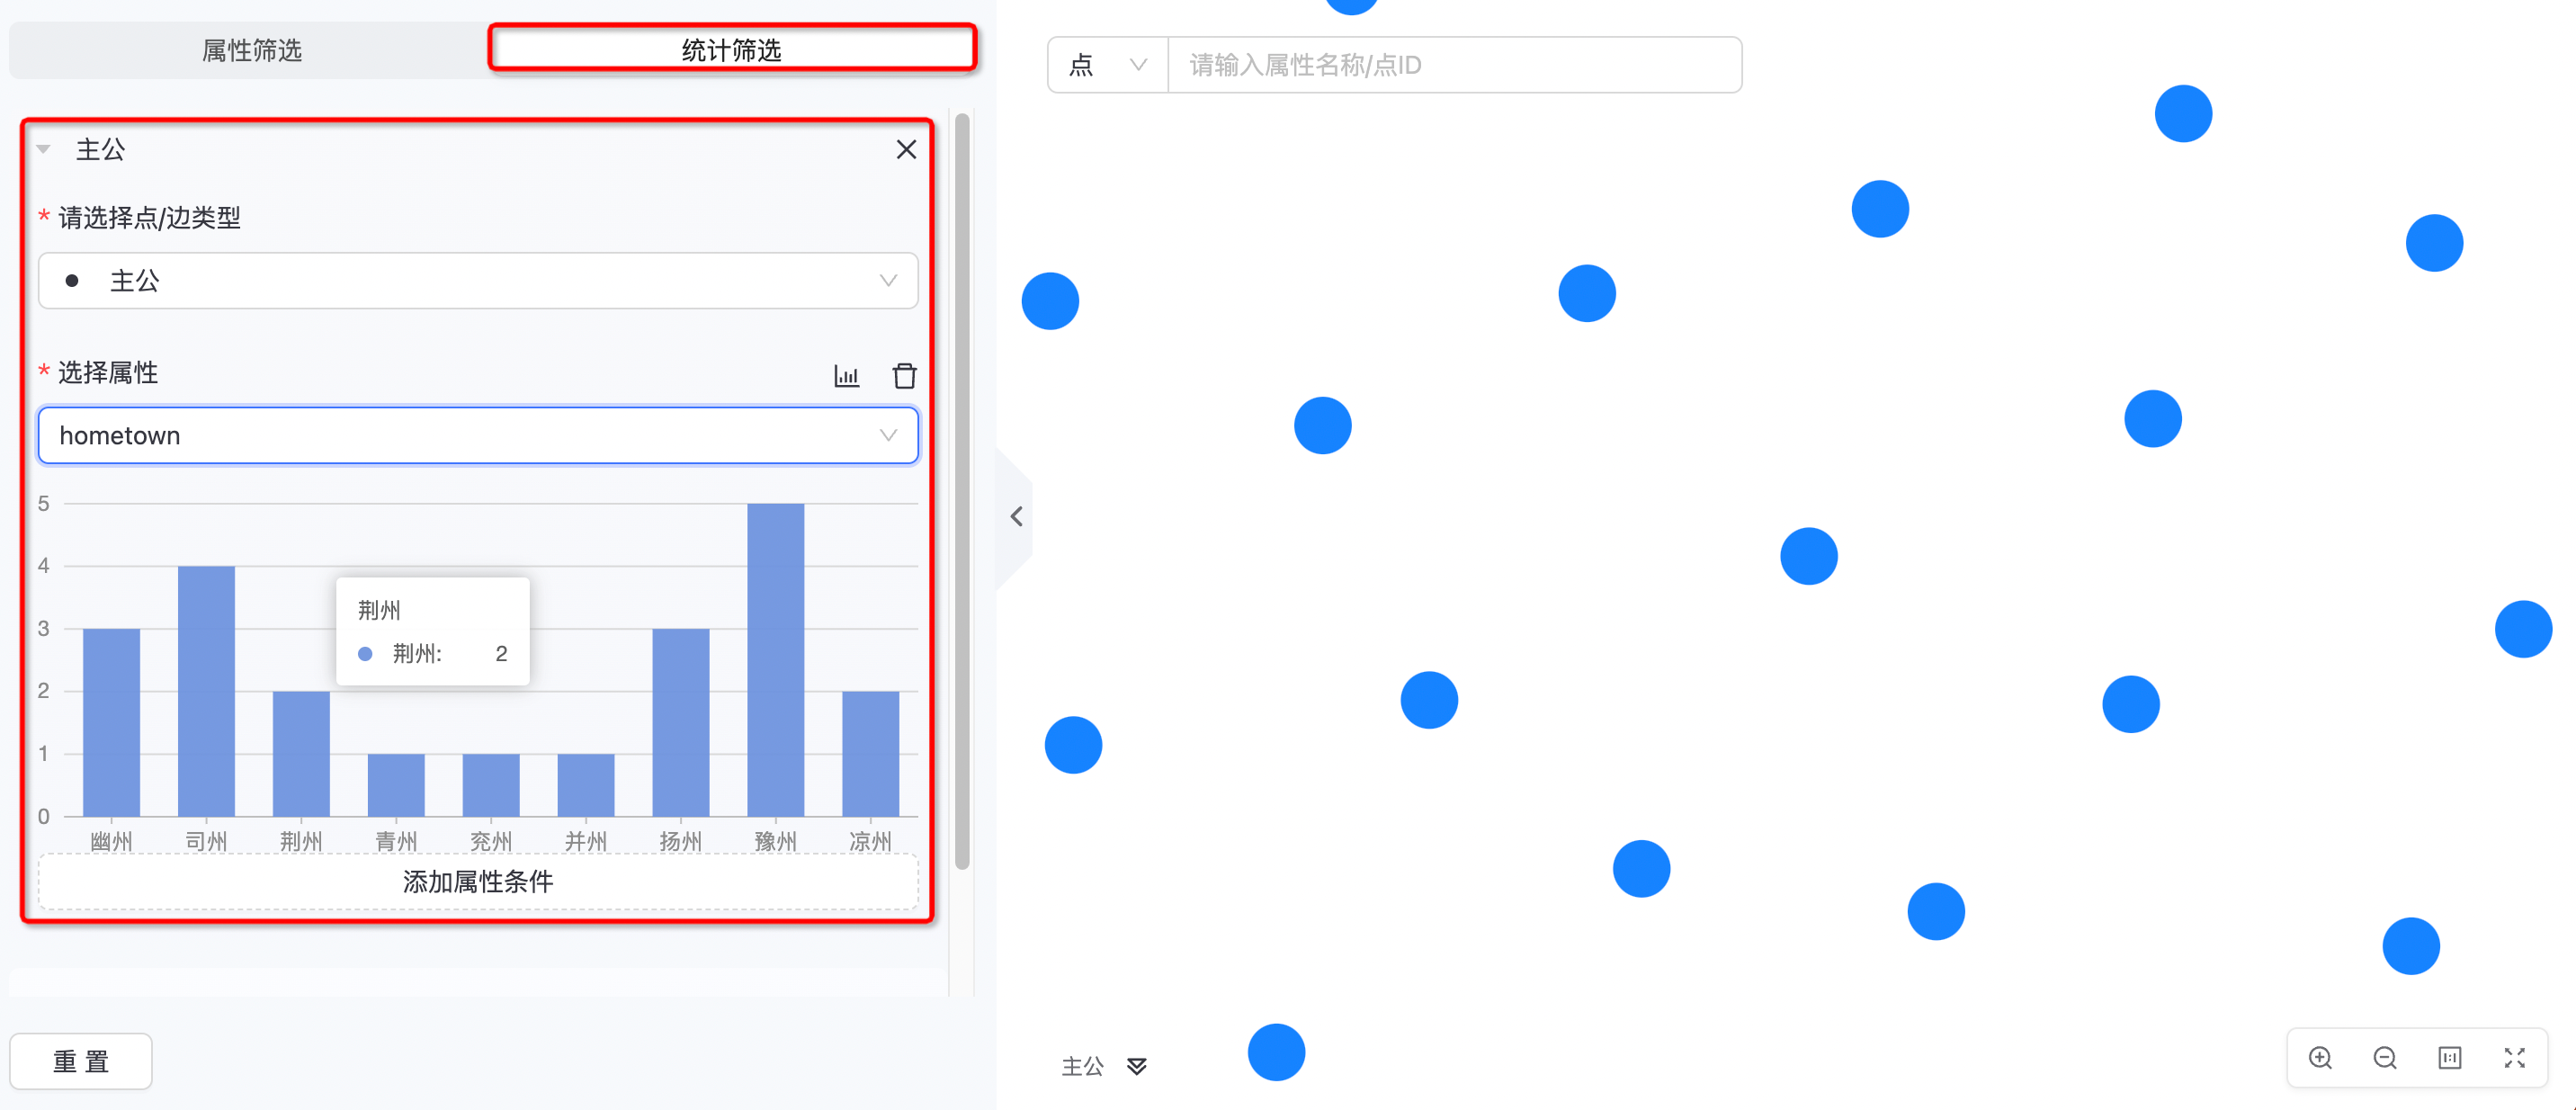 属性筛选
统计筛选
主公
* 请选择点/边类型
主公
* 选择属性
hometown
5
4
3
2
1
0
荆州
荆州: 2
幽州 司州 荆州 青州 兖州 并州 扬州 豫州 凉州
添加属性条件
重置
点
请输入属性名称/点ID
主公